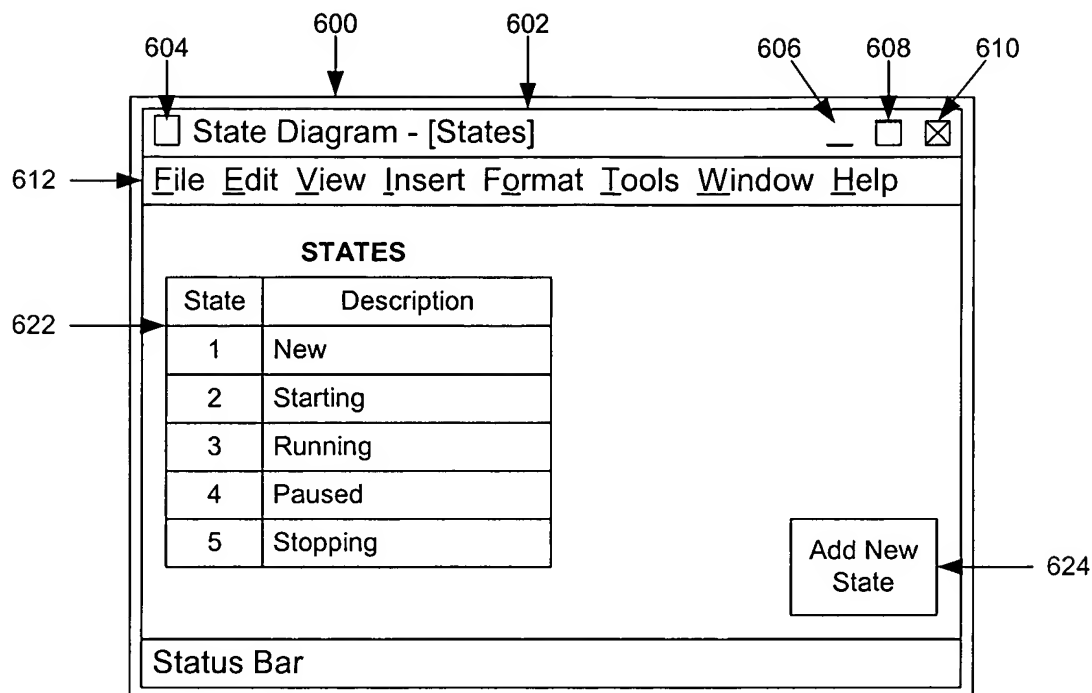 600
602
604
606
608
610
State Diagram - [States]
612
File Edit View Insert Format Tools Window Help
STATES
State Description
622
1 New
2 Starting
3 Running
4 Paused
5 Stopping
Add New
State
624
Status Bar